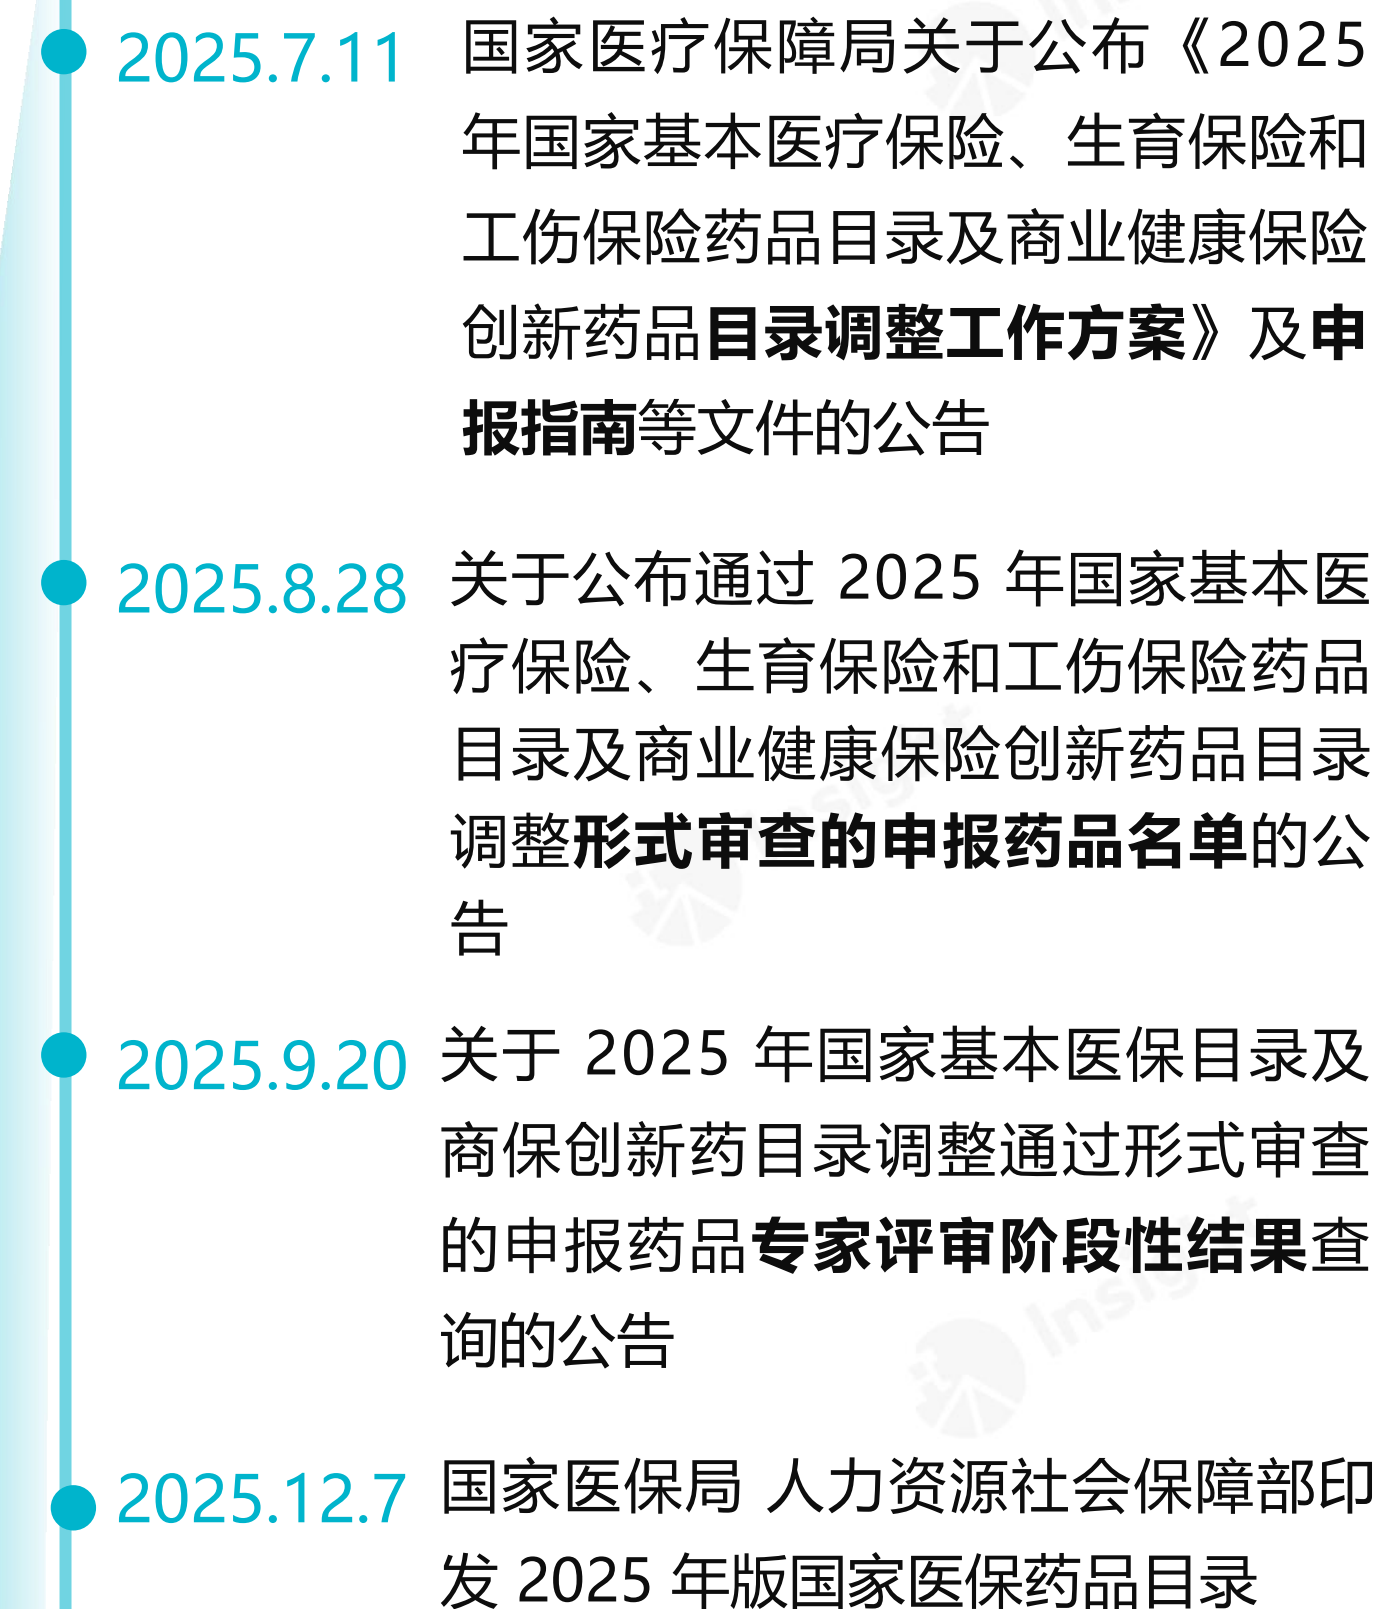 2025.7.11
国家医疗保障局关于公布《2025
年国家基本医疗保险、生育保险和
工伤保险药品目录及商业健康保险
创新药品目录调整工作方案》及申
报指南等文件的公告
2025.8.28
关于公布通过 2025 年国家基本医
疗保险、生育保险和工伤保险药品
目录及商业健康保险创新药品目录
调整形式审查的申报药品名单的公
告
Insight
2025.9.20
关于 2025 年国家基本医保目录及
商保创新药目录调整通过形式审查
的申报药品专家评审阶段性结果查
询的公告
Insight
2025.12.7
国家医保局 人力资源社会保障部印
发 2025 年版国家医保药品目录